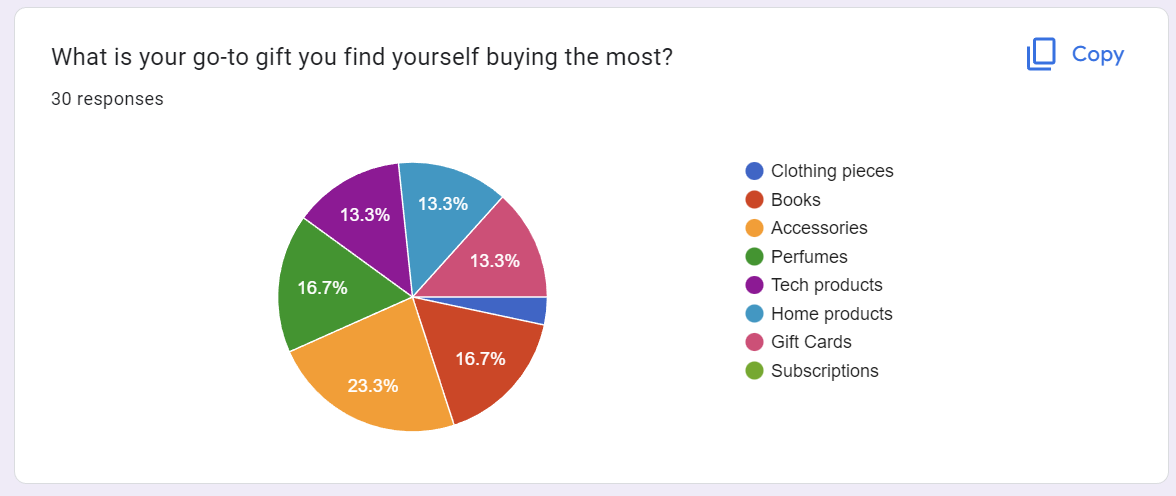 What is your go-to gift you find yourself buying the most?
Copy
30 responses
13.3%
13.3%
13.3%
16.7%
16.7%
23.3%
Clothing pieces
Books
Accessories
Perfumes
Tech products
Home products
Gift Cards
Subscriptions